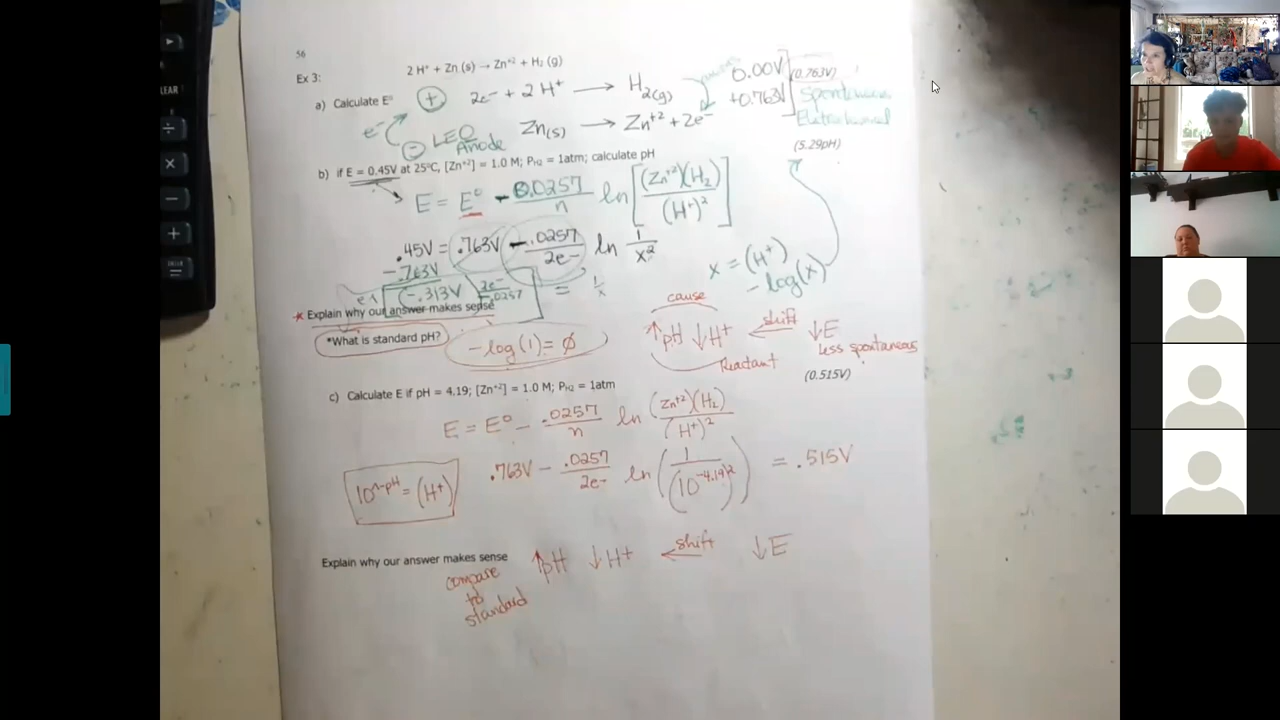 56
Ex 3:
2 H⁺ + Zn (s) → Zn⁺² + H₂ (g)
a) Calculate E°
+
2e⁻ + 2 H⁺ → H₂(g)
0.00V
(0.763V)
e⁻
- LEO
Anode
Zn(s) → Zn⁺² + 2e⁻
+0.763V
Spontaneous
(5.29pH)
b) if E = 0.45V at 25°C, [Zn⁺²] = 1.0 M; P_H2 = 1atm; calculate pH
E = E° - 0.0257/n ln [(Zn⁺²)(H₂)/(H⁺)²]
.45V = .763V - .0257/2e- ln 1/x²
-.763V
(-.313V 2e⁻/-.0257 = 1/x
x = (H⁺)
-log(x)
* Explain why our answer makes sense
*What is standard pH?
-log(1) = ∅
cause
↑pH ↓H⁺ ← shift ↓E
Reactant
less spontaneous
(0.515V)
c) Calculate E if pH = 4.19; [Zn⁺²] = 1.0 M; P_H2 = 1atm
E = E° - .0257/n ln (Zn⁺²)(H₂)/(H⁺)²
.763V - .0257/2e- ln (1/(10^-4.19)²) = .515V
10^-pH = (H⁺)
Explain why our answer makes sense
↑pH ↓H⁺ ← shift ↓E
compare
to
standard